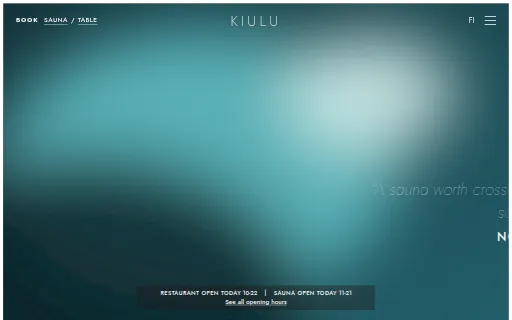 BOOK SAUNA / TABLE
KIULU
FI
"A sauna worth cross
RESTAURANT OPEN TODAY 10-22 | SAUNA OPEN TODAY 11-21
See all opening hours